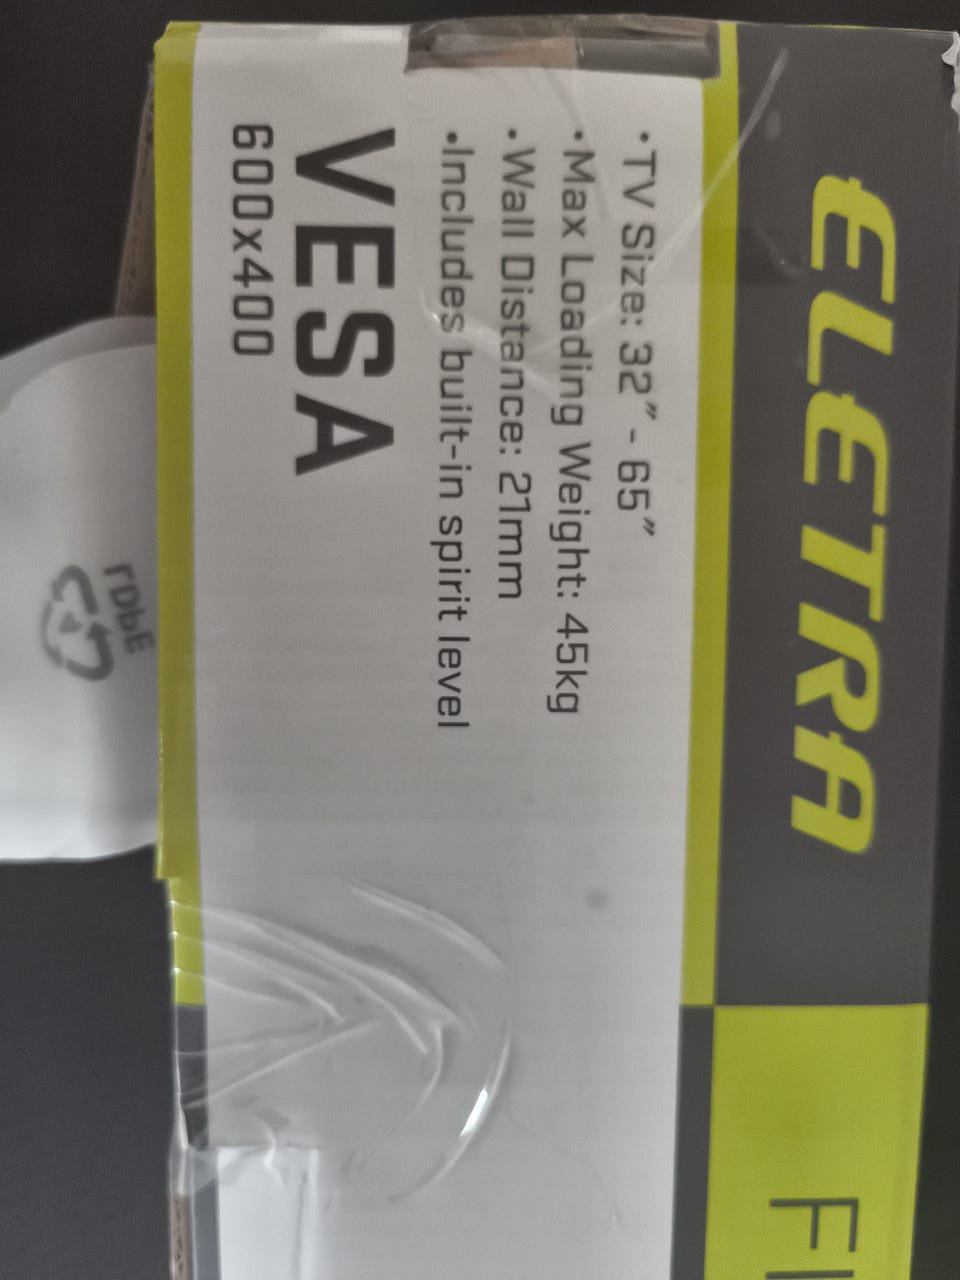 ELETRA
FI
•TV Size: 32” - 65”
•Max Loading Weight: 45kg
•Wall Distance: 21mm
•Includes built-in spirit level
VESA
600x400
rDbE